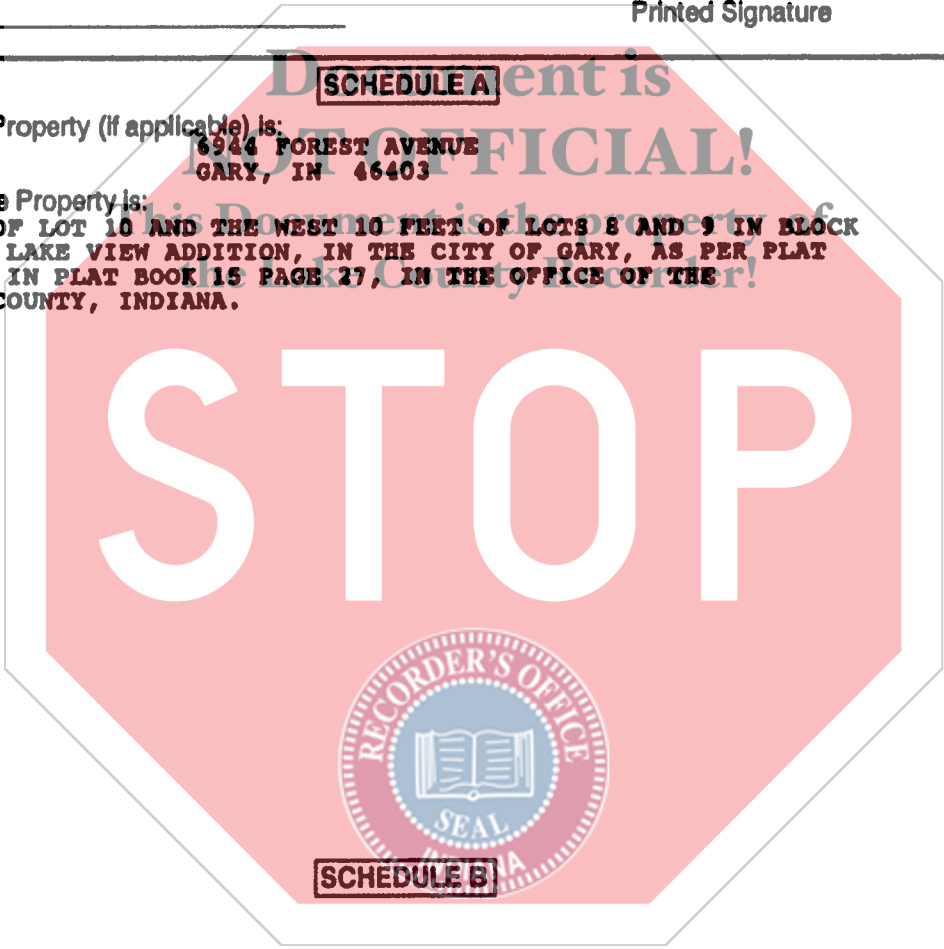 Printed Signature
Document is
SCHEDULE A
Property (if applicable) is:
6944 FOREST AVENUE
NOT OFFICIAL!
GARY, IN 46403
e Property is:
This Document is the property of
OF LOT 10 AND THE WEST 10 FEET OF LOTS 8 AND 9 IN BLOCK
LAKE VIEW ADDITION, IN THE CITY OF GARY, AS PER PLAT
the Lake County Recorder!
IN PLAT BOOK 15 PAGE 27, IN THE OFFICE OF THE
COUNTY, INDIANA.
STOP
RECORDER'S OFFICE
SEAL
INDIANA
SCHEDULE B